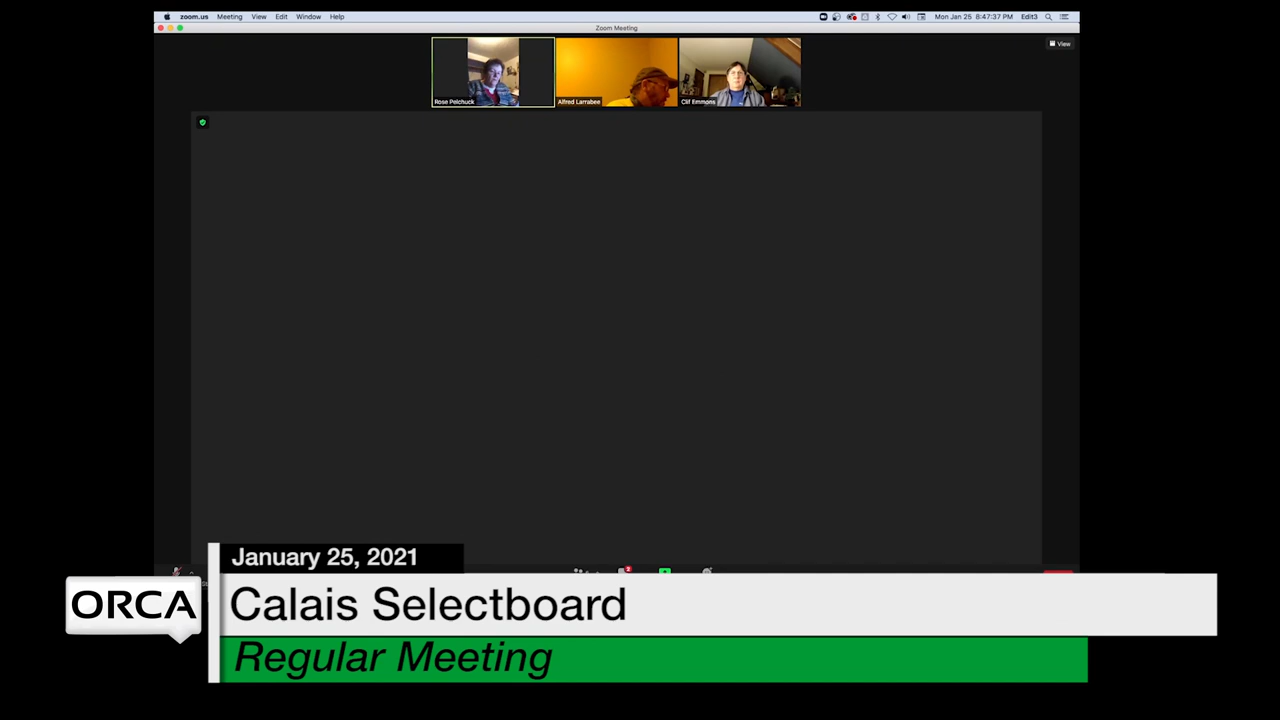 zoom.us Meeting View Edit Window Help Mon Jan 25 8:47:37 PM Edit3
Zoom Meeting
View
Rose Pelchuck
Alfred Larrabee
Clif Emmons
January 25, 2021
ORCA
Calais Selectboard
Regular Meeting